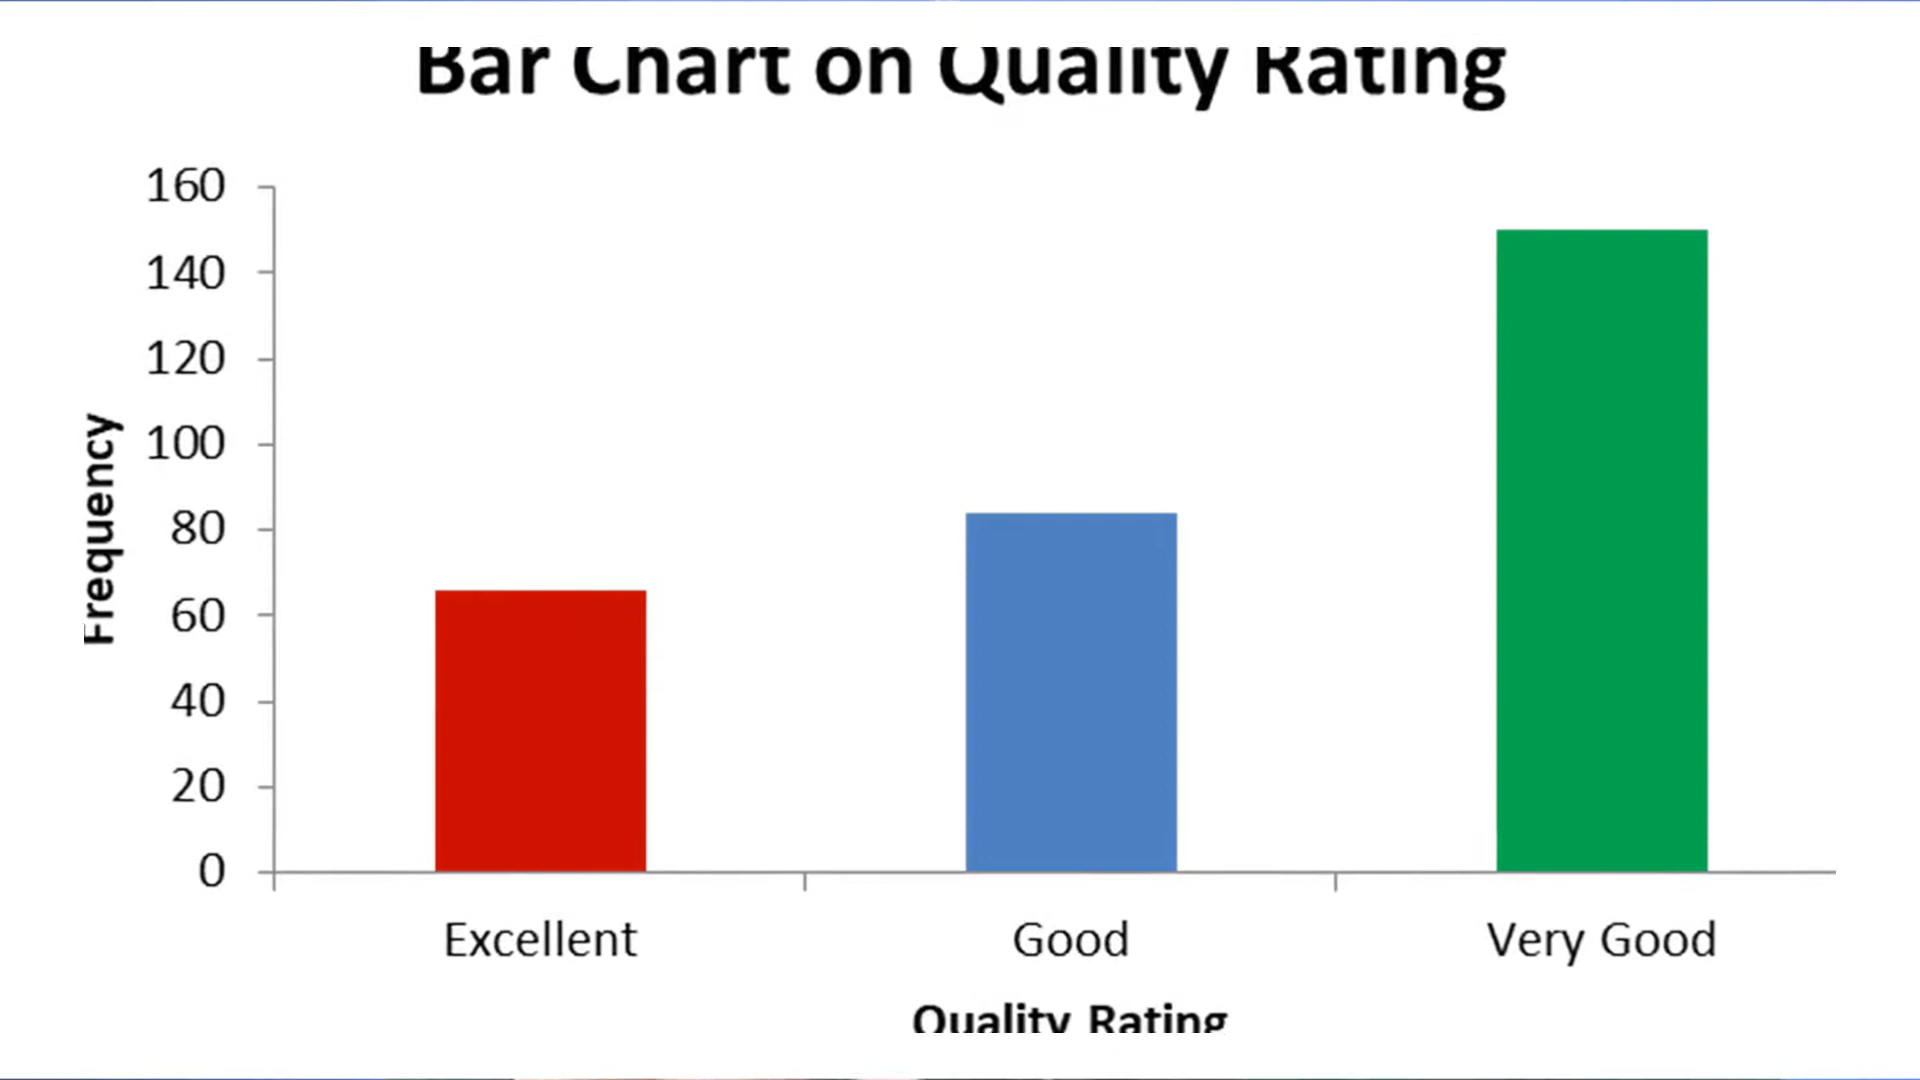 Bar Chart on Quality Rating
160
140
120
100
80
60
40
20
0
Frequency
Excellent Good Very Good
Quality Rating